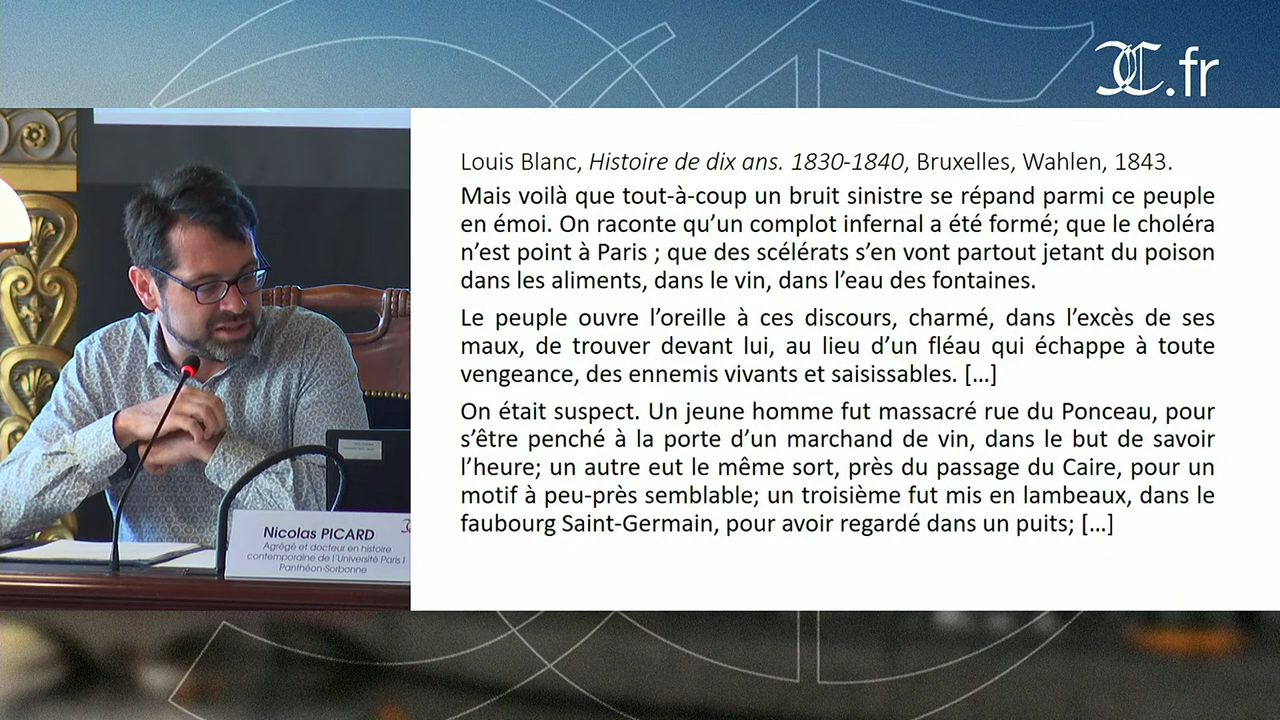 CC.fr
Louis Blanc, Histoire de dix ans. 1830-1840, Bruxelles, Wahlen, 1843.
Mais voilà que tout-à-coup un bruit sinistre se répand parmi ce peuple
en émoi. On raconte qu’un complot infernal a été formé; que le choléra
n’est point à Paris ; que des scélérats s’en vont partout jetant du poison
dans les aliments, dans le vin, dans l’eau des fontaines.
Le peuple ouvre l’oreille à ces discours, charmé, dans l’excès de ses
maux, de trouver devant lui, au lieu d’un fléau qui échappe à toute
vengeance, des ennemis vivants et saisissables. […]
On était suspect. Un jeune homme fut massacré rue du Ponceau, pour
s’être penché à la porte d’un marchand de vin, dans le but de savoir
l’heure; un autre eut le même sort, près du passage du Caire, pour un
motif à peu-près semblable; un troisième fut mis en lambeaux, dans le
faubourg Saint-Germain, pour avoir regardé dans un puits; […]
Nicolas PICARD
Agrégé et docteur en histoire
contemporaine de l’Université Paris I
Panthéon-Sorbonne